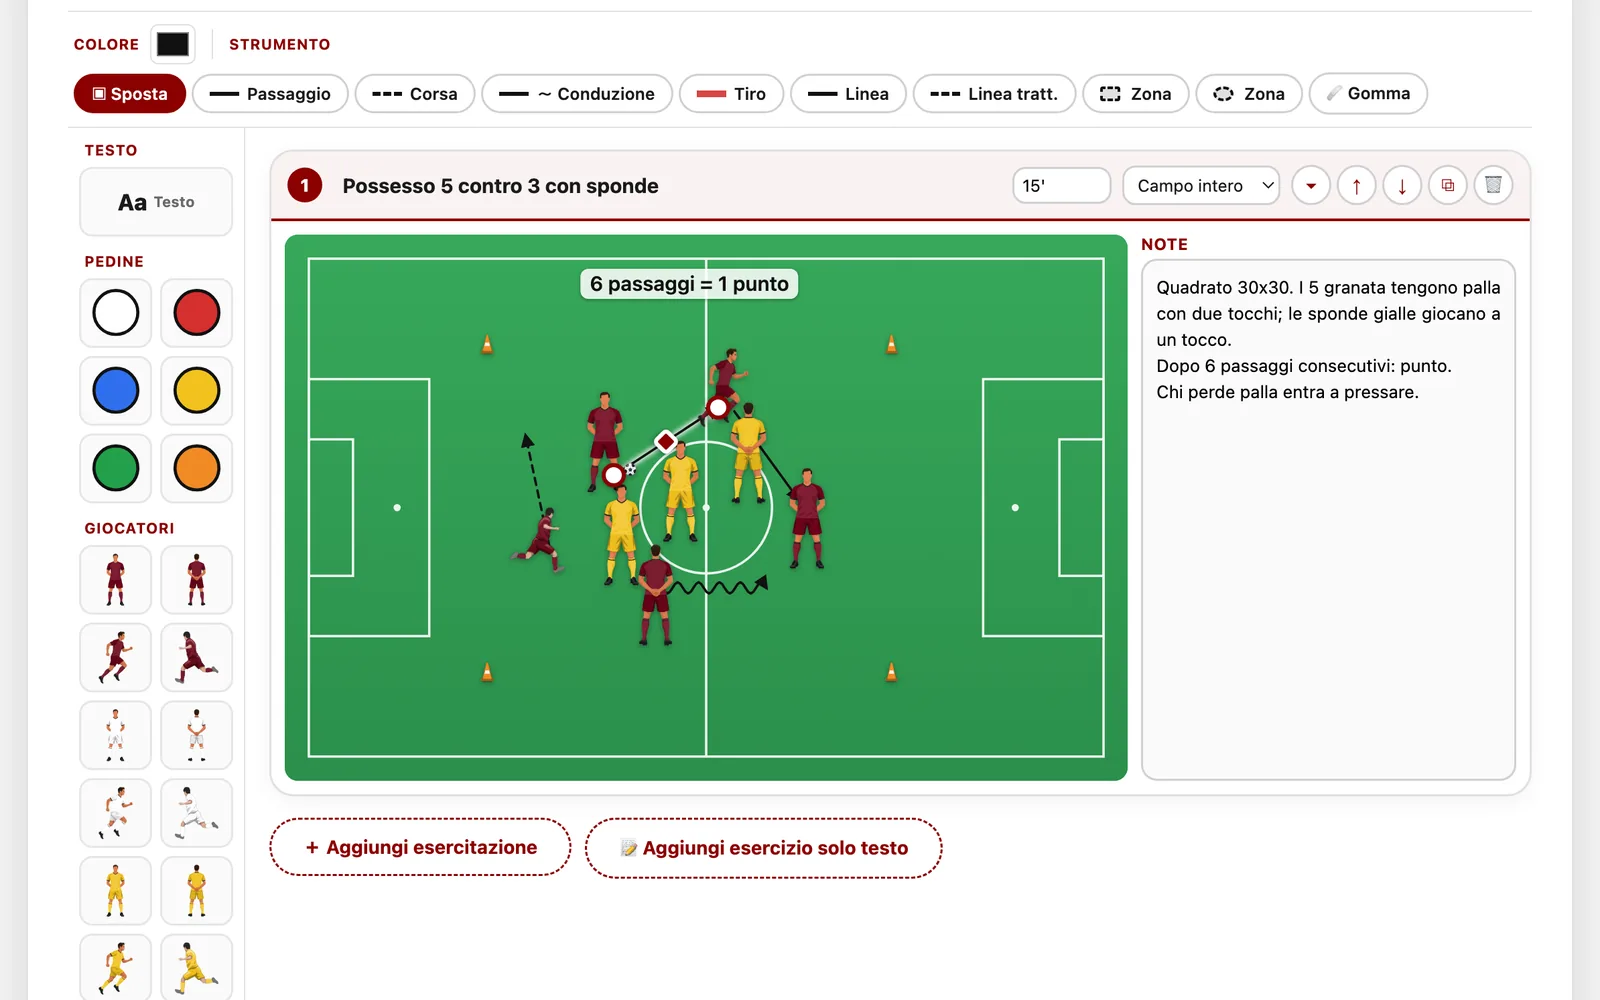 COLORE
STRUMENTO
Sposta
Passaggio
Corsa
~ Conduzione
Tiro
Linea
Linea tratt.
Zona
Zona
Gomma
TESTO
Aa Testo
PEDINE
GIOCATORI
1
Possesso 5 contro 3 con sponde
15'
Campo intero
6 passaggi = 1 punto
NOTE
Quadrato 30x30. I 5 granata tengono palla
con due tocchi; le sponde gialle giocano a
un tocco.
Dopo 6 passaggi consecutivi: punto.
Chi perde palla entra a pressare.
+ Aggiungi esercitazione
Aggiungi esercizio solo testo